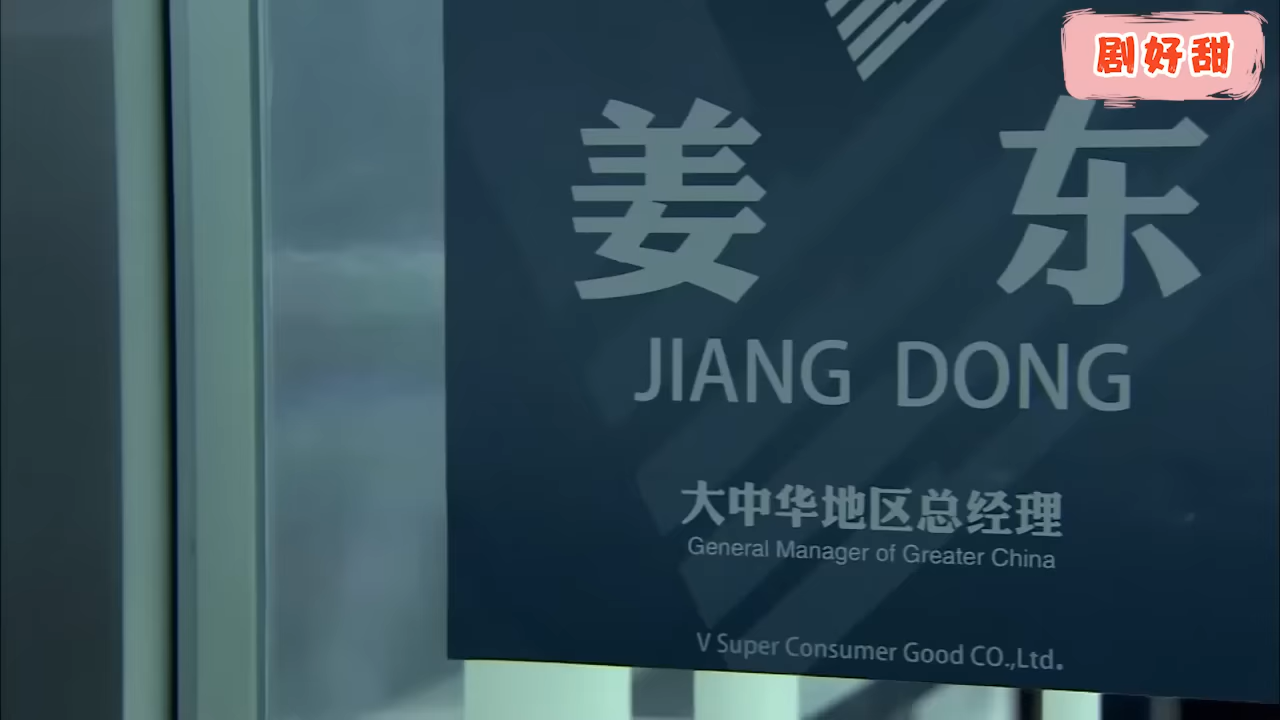 剧好甜
姜 东
JIANG DONG
大中华地区总经理
General Manager of Greater China
V Super Consumer Good CO.,Ltd.